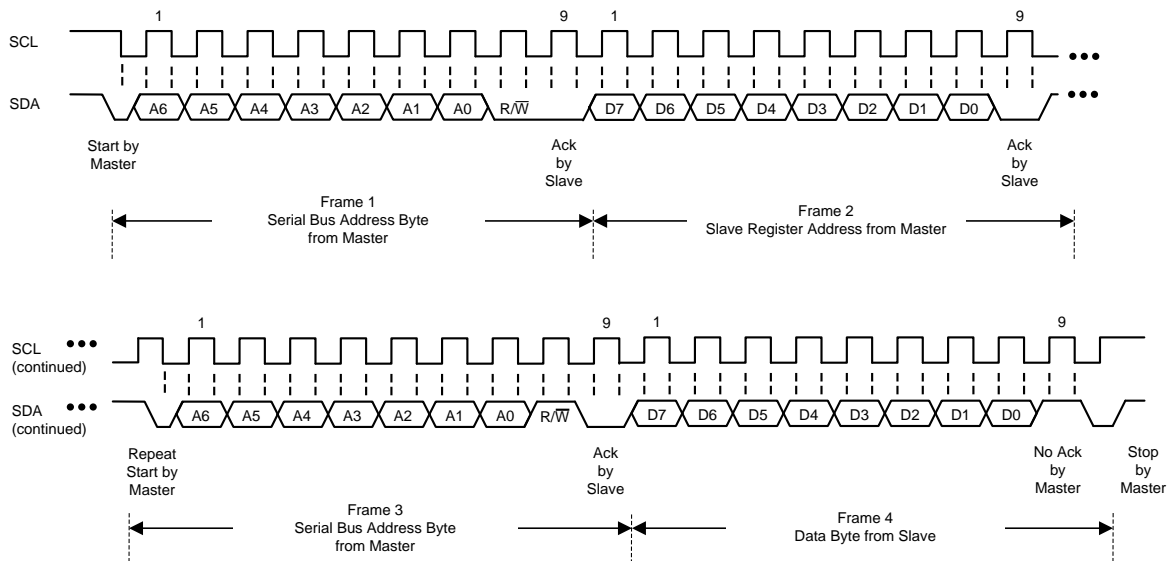 1 9 1 9
SCL
SDA A6 A5 A4 A3 A2 A1 A0 R/W̅ D7 D6 D5 D4 D3 D2 D1 D0
Start by
Master
Ack
by
Slave
Ack
by
Slave
Frame 1
Serial Bus Address Byte
from Master
Frame 2
Slave Register Address from Master
1 9 1 9
SCL
(continued)
SDA
(continued)
A6 A5 A4 A3 A2 A1 A0 R/W̅ D7 D6 D5 D4 D3 D2 D1 D0
Repeat
Start by
Master
Ack
by
Slave
No Ack
by
Master
Stop
by
Master
Frame 3
Serial Bus Address Byte
from Master
Frame 4
Data Byte from Slave